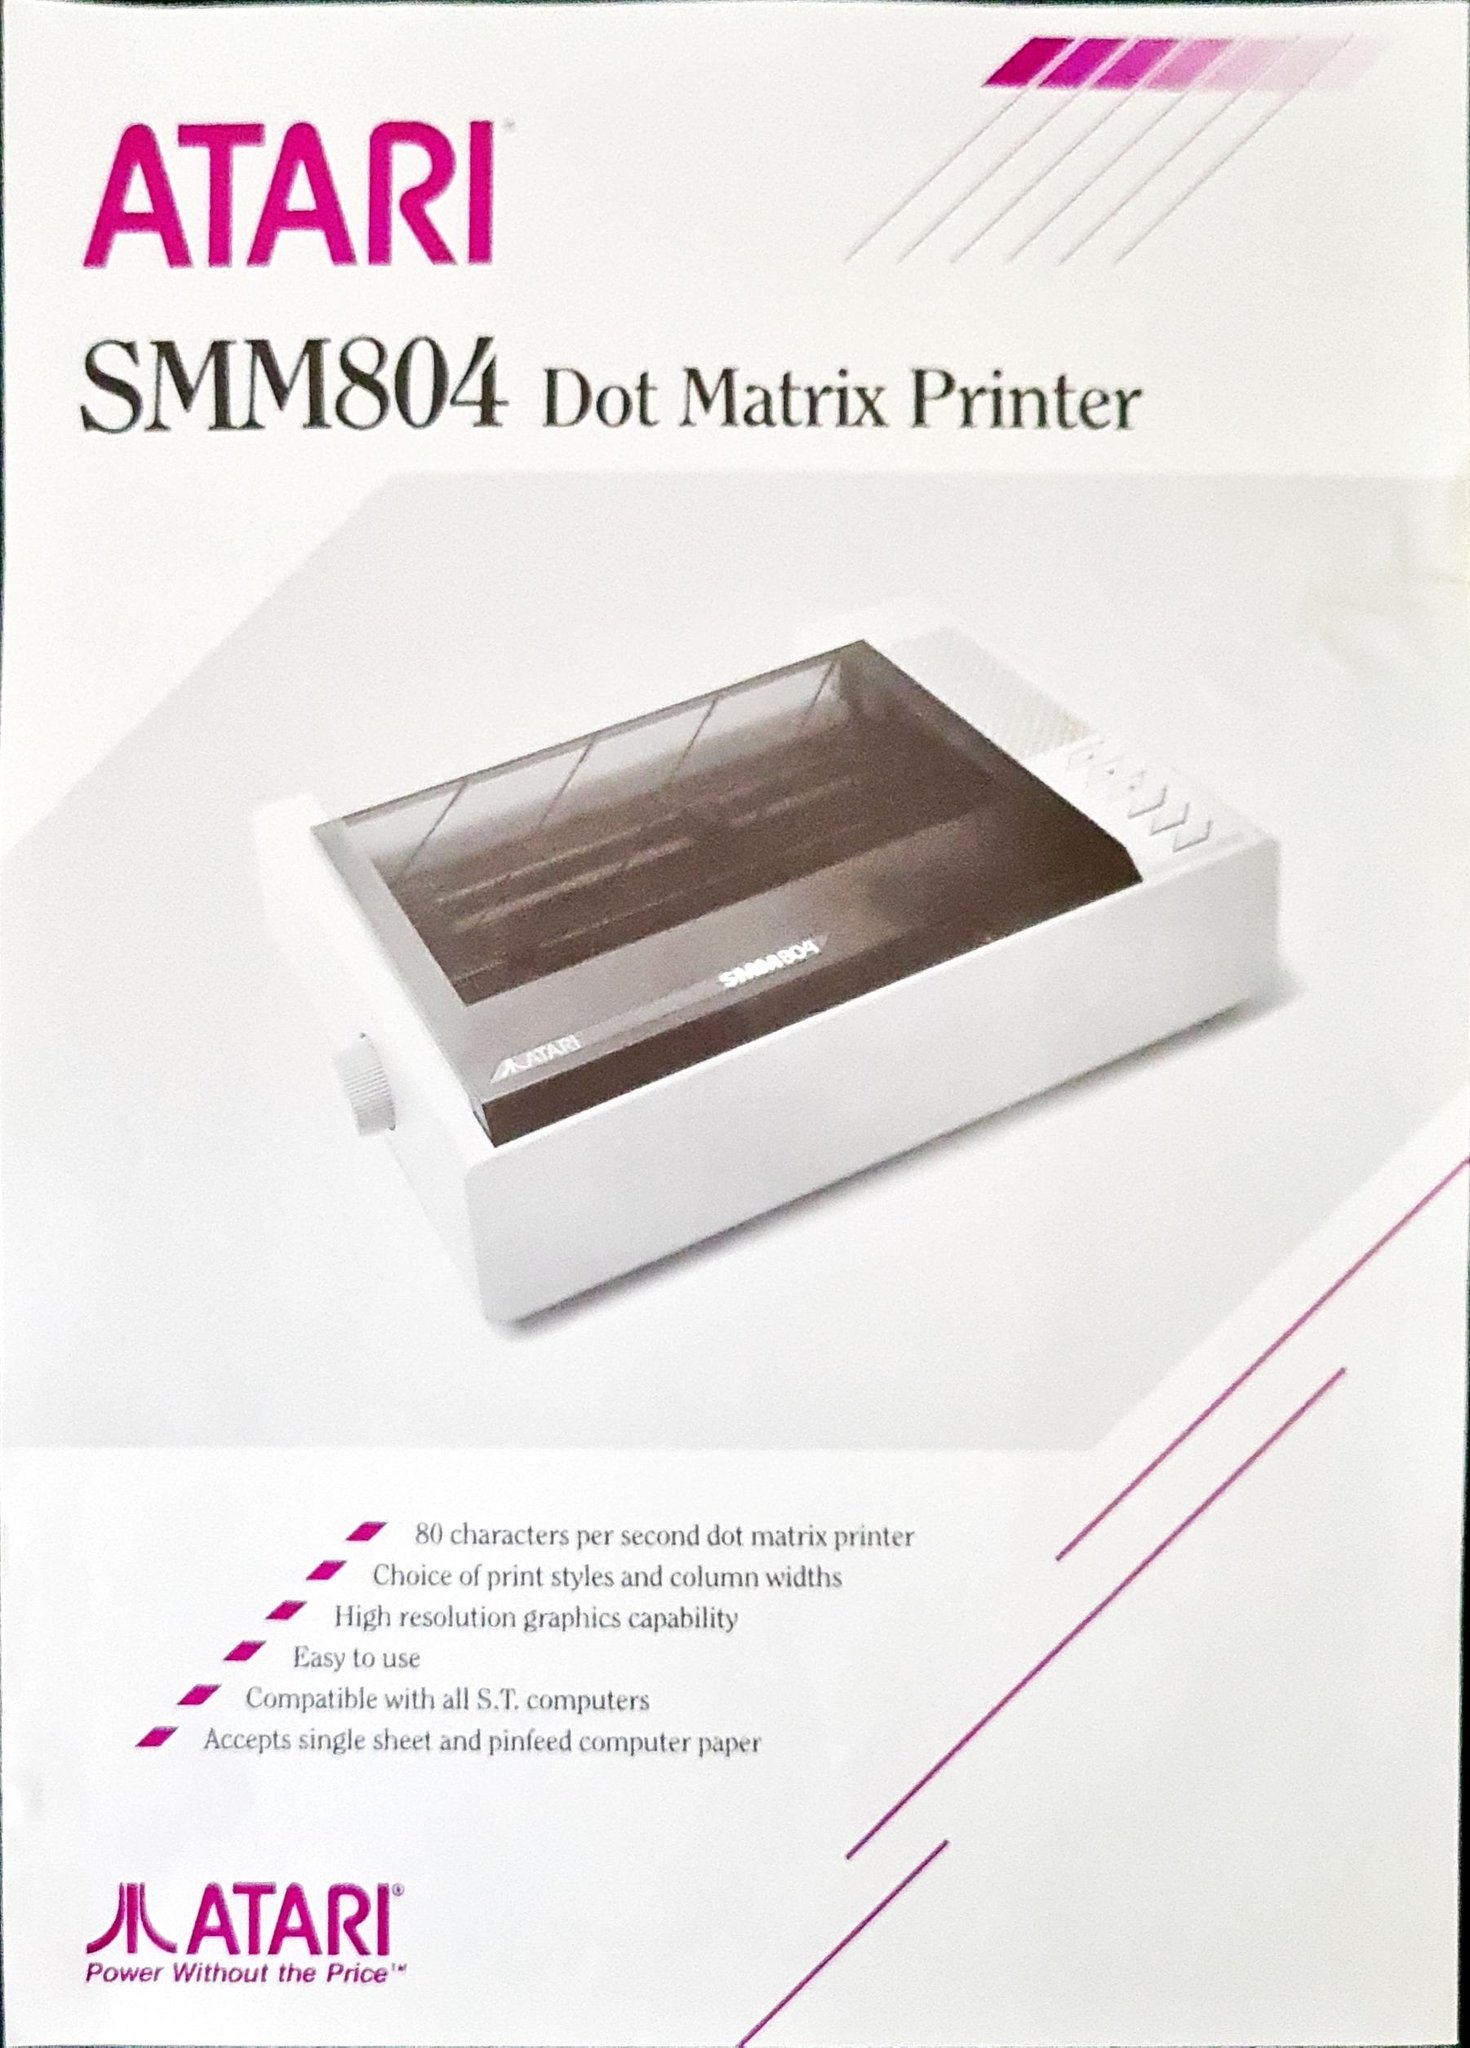 ATARI®
SMM804 Dot Matrix Printer
SMM804
ATARI
80 characters per second dot matrix printer
Choice of print styles and column widths
High resolution graphics capability
Easy to use
Compatible with all S.T. computers
Accepts single sheet and pinfeed computer paper
ATARI®
Power Without the Price™